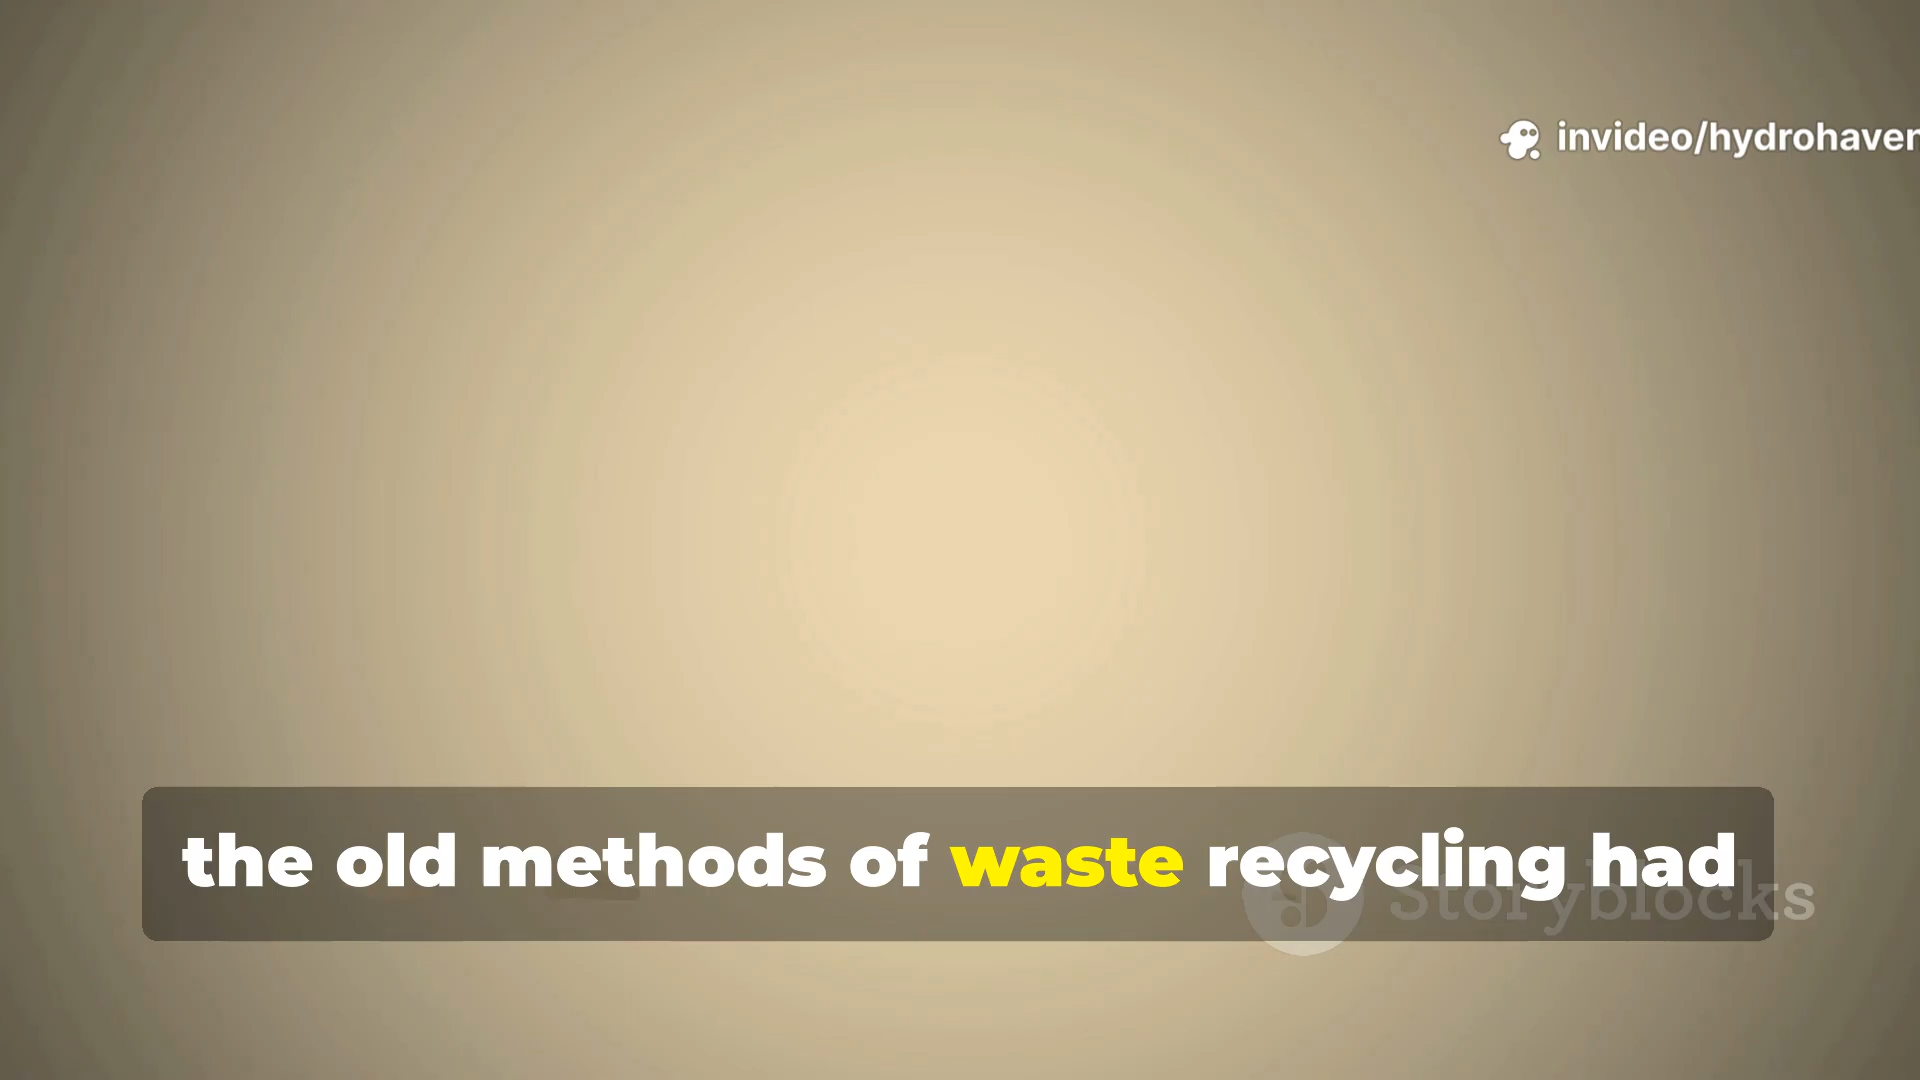 invideo/hydrohaven
the old methods of waste recycling had
Storyblocks